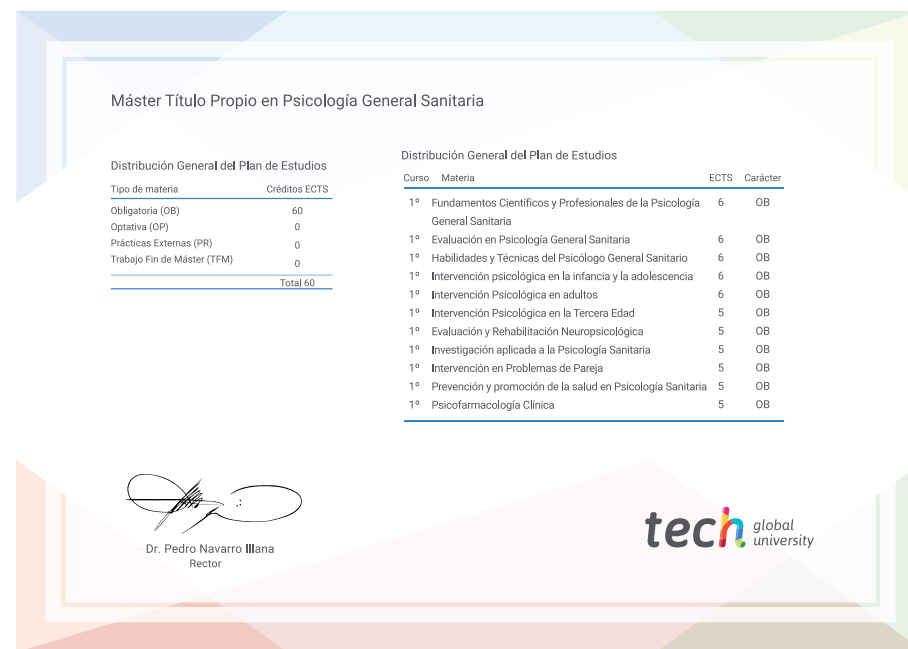 Máster Título Propio en Psicología General Sanitaria
Distribución General del Plan de Estudios
Tipo de materia Créditos ECTS
Obligatoria (OB) 60
Optativa (OP) 0
Prácticas Externas (PR) 0
Trabajo Fin de Máster (TFM) 0
Total 60
Distribución General del Plan de Estudios
Curso Materia ECTS Carácter
1º Fundamentos Científicos y Profesionales de la Psicología 6 OB
General Sanitaria
1º Evaluación en Psicología General Sanitaria 6 OB
1º Habilidades y Técnicas del Psicólogo General Sanitario 6 OB
1º Intervención psicológica en la infancia y la adolescencia 6 OB
1º Intervención Psicológica en adultos 6 OB
1º Intervención Psicológica en la Tercera Edad 5 OB
1º Evaluación y Rehabilitación Neuropsicológica 5 OB
1º Investigación aplicada a la Psicología Sanitaria 5 OB
1º Intervención en Problemas de Pareja 5 OB
1º Prevención y promoción de la salud en Psicología Sanitaria 5 OB
1º Psicofarmacología Clínica 5 OB
Dr. Pedro Navarro Illana
Rector
tech global
university